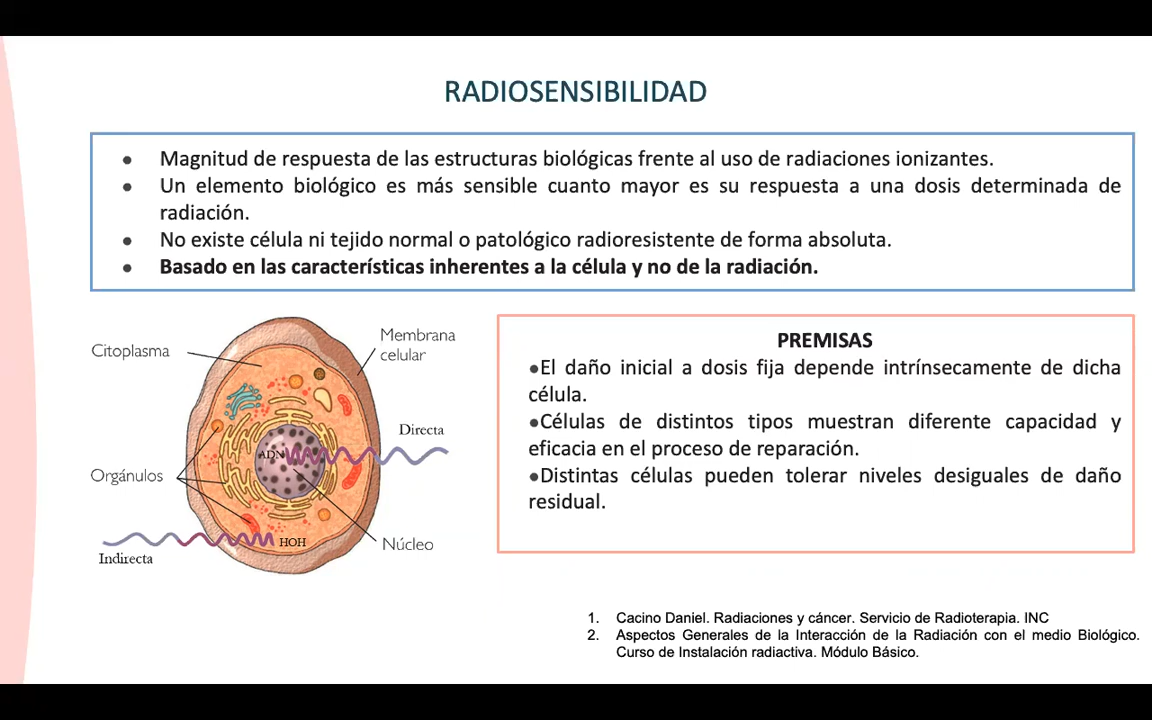 RADIOSENSIBILIDAD
● Magnitud de respuesta de las estructuras biológicas frente al uso de radiaciones ionizantes.
● Un elemento biológico es más sensible cuanto mayor es su respuesta a una dosis determinada de
radiación.
● No existe célula ni tejido normal o patológico radioresistente de forma absoluta.
● Basado en las características inherentes a la célula y no de la radiación.
Citoplasma
Membrana
celular
Directa
ADN
Orgánulos
HOH
Núcleo
Indirecta
PREMISAS
●El daño inicial a dosis fija depende intrínsecamente de dicha
célula.
●Células de distintos tipos muestran diferente capacidad y
eficacia en el proceso de reparación.
●Distintas células pueden tolerar niveles desiguales de daño
residual.
1. Cacino Daniel. Radiaciones y cáncer. Servicio de Radioterapia. INC
2. Aspectos Generales de la Interacción de la Radiación con el medio Biológico.
Curso de Instalación radiactiva. Módulo Básico.